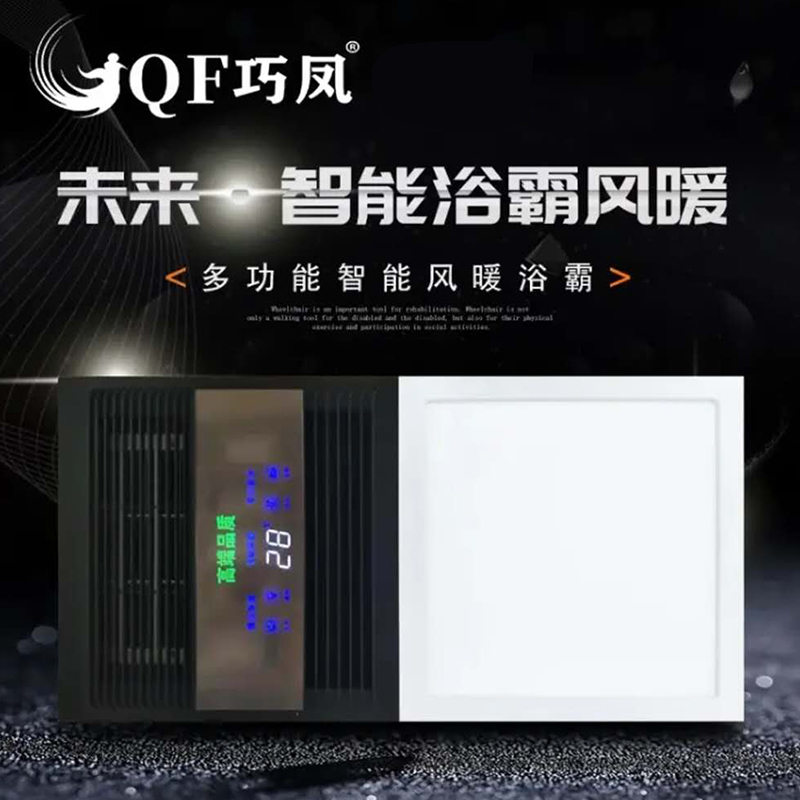 QF巧凤®
未来·智能浴霸风暖
<多功能智能风暖浴霸>
Wheelchair is an important tool for rehabilitation. Wheelchair is not
only a walking tool for the disabled and the disabled, but also for their physical
exercise and participation in social activities.
高端品质
28